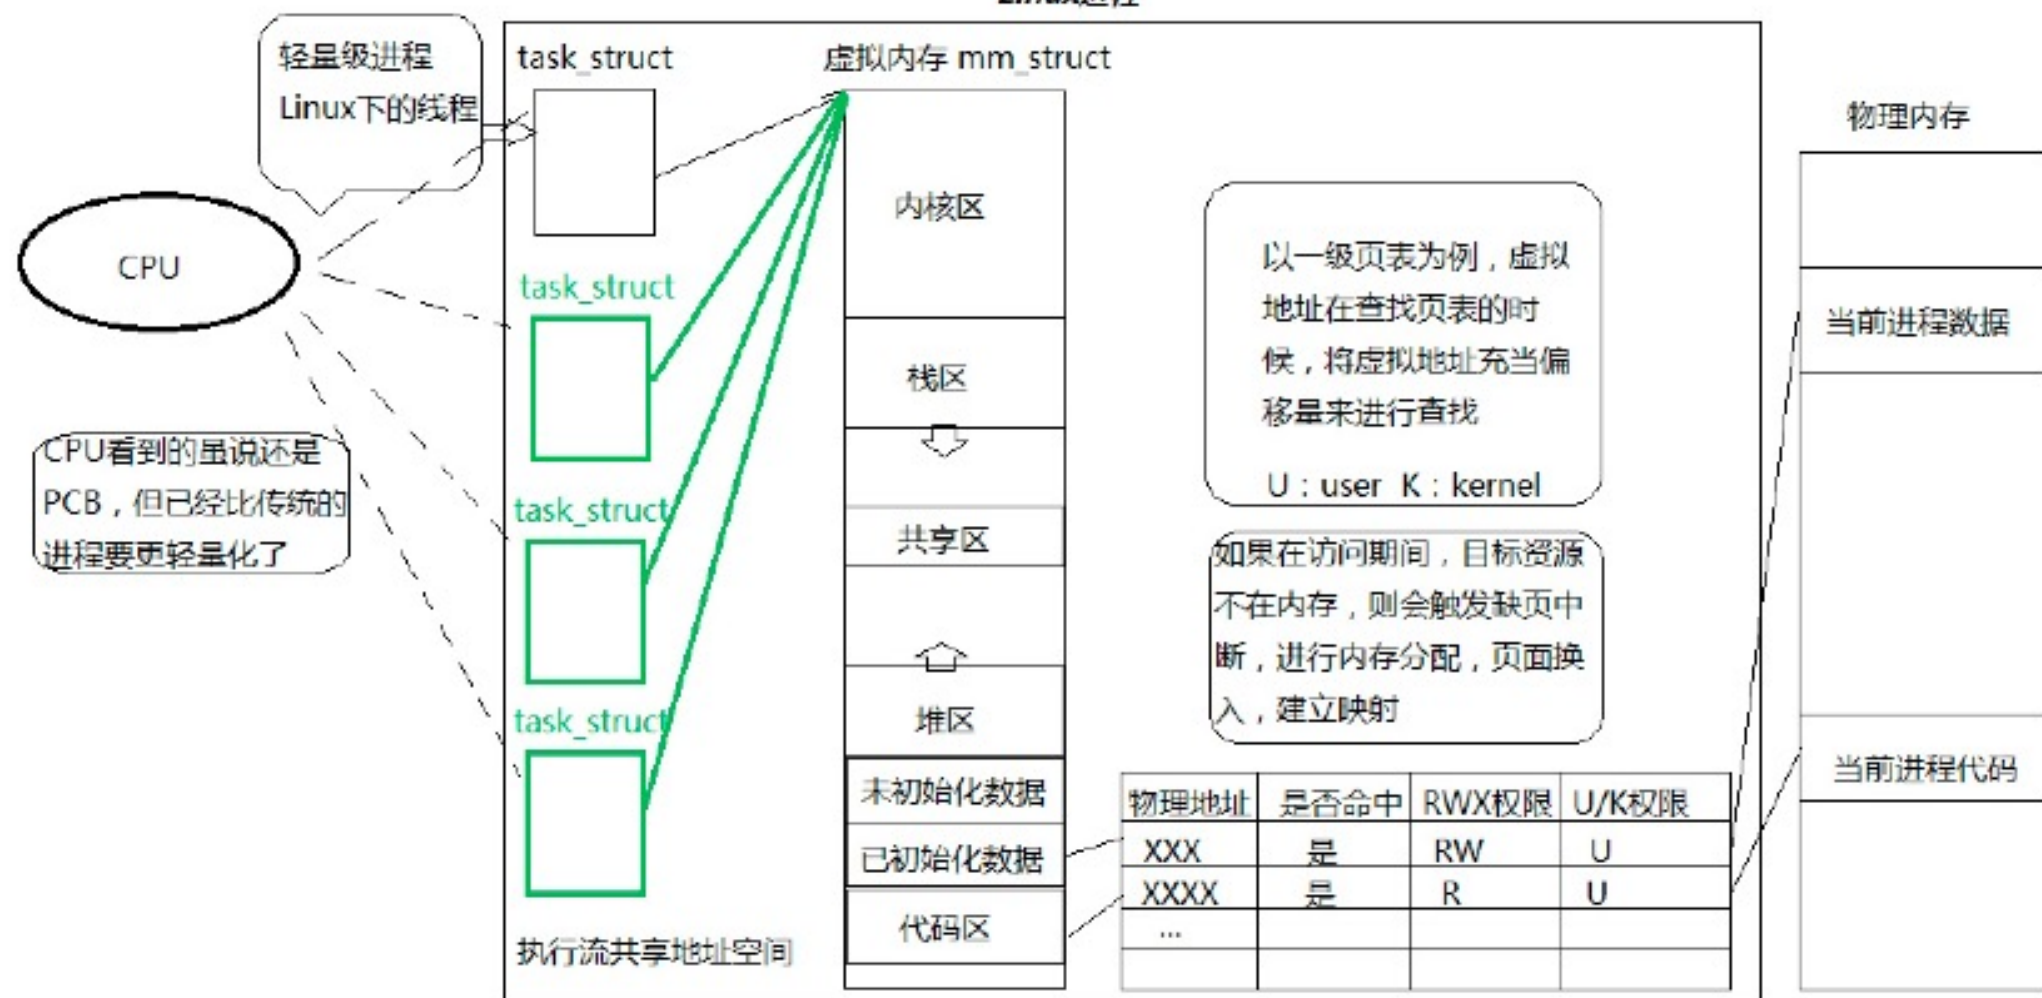 Linux进程
轻量级进程
Linux下的线程
task_struct
虚拟内存 mm_struct
物理内存
内核区
CPU
以一级页表为例，虚拟
地址在查找页表的时
候，将虚拟地址充当偏
移量来进行查找
U：user K：kernel
task_struct
当前进程数据
栈区
CPU看到的虽说还是
PCB，但已经比传统的
进程要更轻量化了
task_struct
共享区
如果在访问期间，目标资源
不在内存，则会触发缺页中
断，进行内存分配，页面换
入，建立映射
task_struct
堆区
当前进程代码
未初始化数据
已初始化数据
代码区
物理地址 是否命中 RWX权限 U/K权限
XXX 是 RW U
XXXX 是 R U
...
执行流共享地址空间